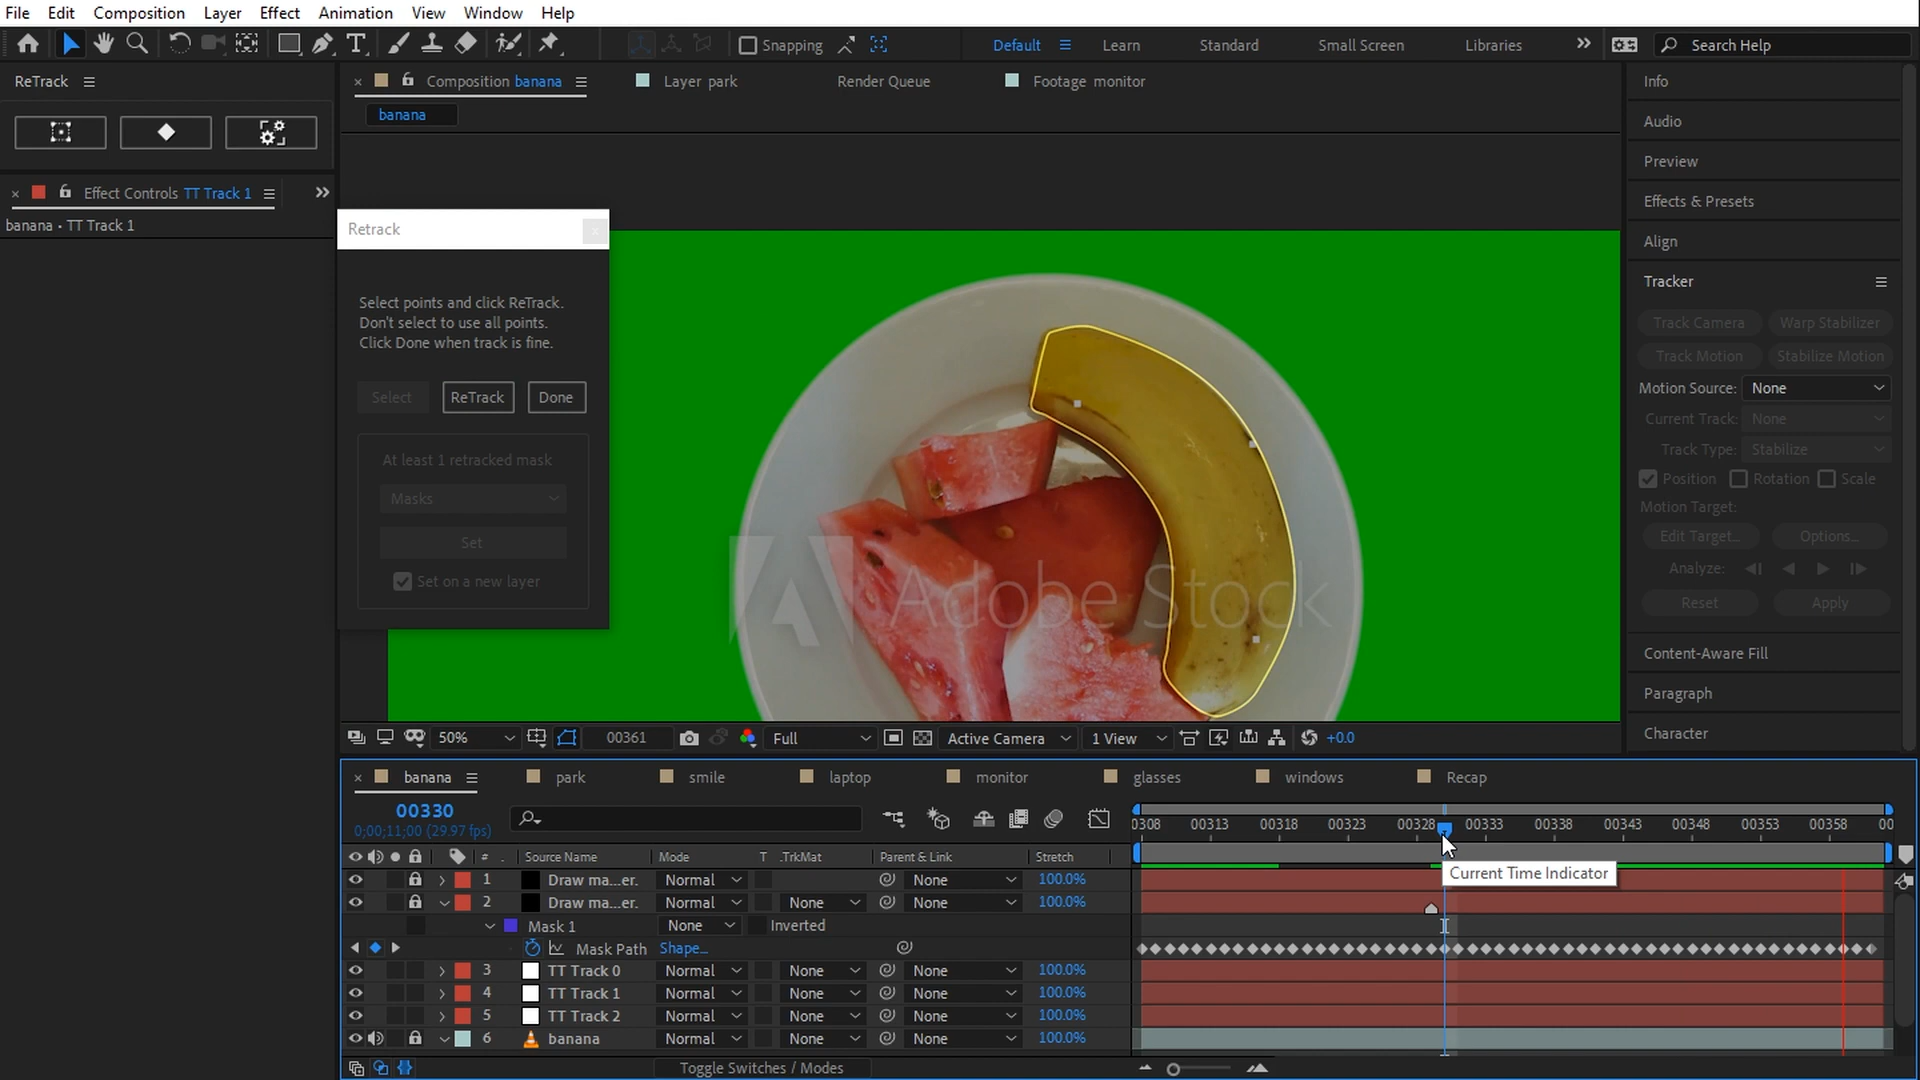 File Edit Composition Layer Effect Animation View Window Help
Snapping Default Learn Standard Small Screen Libraries Search Help
ReTrack
Composition banana Layer park Render Queue Footage monitor
banana
Effect Controls TT Track 1
banana • TT Track 1
Retrack
Select points and click ReTrack.
Don't select to use all points.
Click Done when track is fine.
Select ReTrack Done
At least 1 retracked mask
Masks
Set
Set on a new layer
Adobe Stock
Info
Audio
Preview
Effects & Presets
Align
Tracker
Track Camera Warp Stabilizer
Track Motion Stabilize Motion
Motion Source: None
Current Track: None
Track Type: Stabilize
Position Rotation Scale
Motion Target:
Edit Target... Options...
Analyze:
Reset Apply
Content-Aware Fill
Paragraph
Character
50% 00361 Full Active Camera 1 View +0.0
banana park smile laptop monitor glasses windows Recap
00330
0;00;11;00 (29.97 fps)
0308 00313 00318 00323 00328 00333 00338 00343 00348 00353 00358 00
# Source Name Mode T .TrkMat Parent & Link Stretch
Current Time Indicator
1 Draw ma...er. Normal None 100.0%
2 Draw ma...er. Normal None None 100.0%
Mask 1 None Inverted
Mask Path Shape...
3 TT Track 0 Normal None None 100.0%
4 TT Track 1 Normal None None 100.0%
5 TT Track 2 Normal None None 100.0%
6 banana Normal None None 100.0%
Toggle Switches / Modes